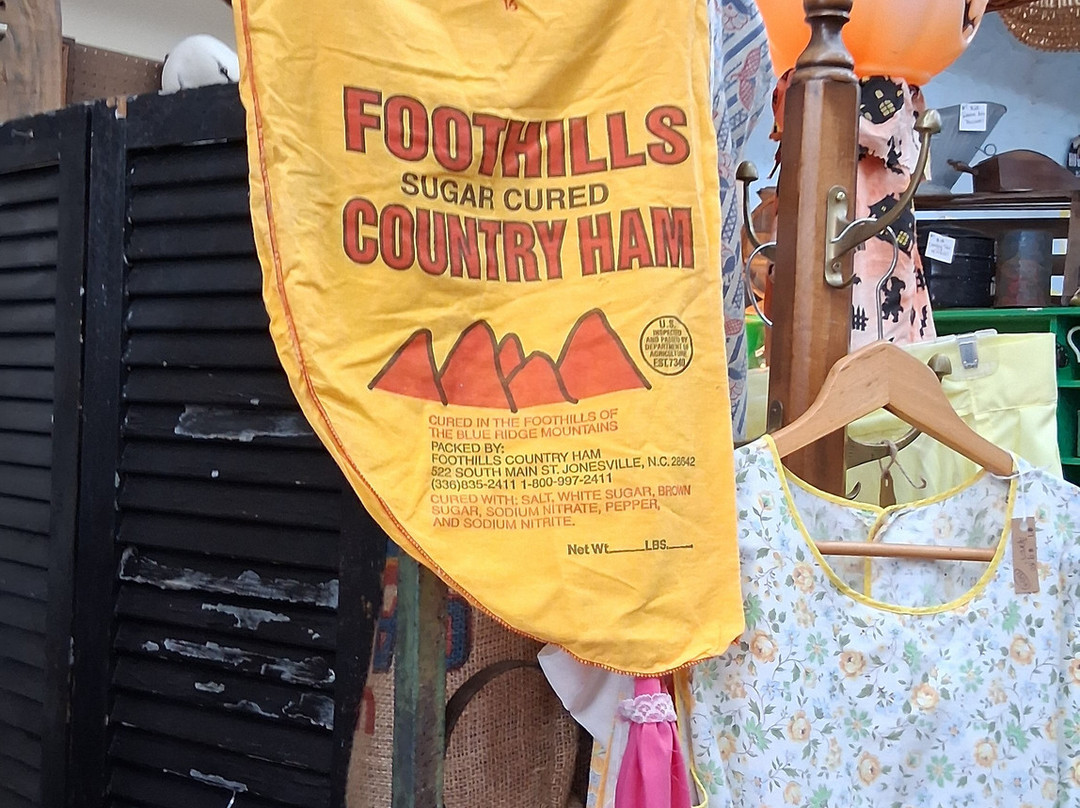 FOOTHILLS
SUGAR CURED
COUNTRY HAM
U.S.
INSPECTED
AND PASSED BY
DEPARTMENT OF
AGRICULTURE
EST.7340
CURED IN THE FOOTHILLS OF
THE BLUE RIDGE MOUNTAINS
PACKED BY:
FOOTHILLS COUNTRY HAM
522 SOUTH MAIN ST. JONESVILLE, N.C. 28642
(336)835-2411 1-800-997-2411
CURED WITH: SALT, WHITE SUGAR, BROWN
SUGAR, SODIUM NITRATE, PEPPER,
AND SODIUM NITRITE.
Net Wt.____LBS.____